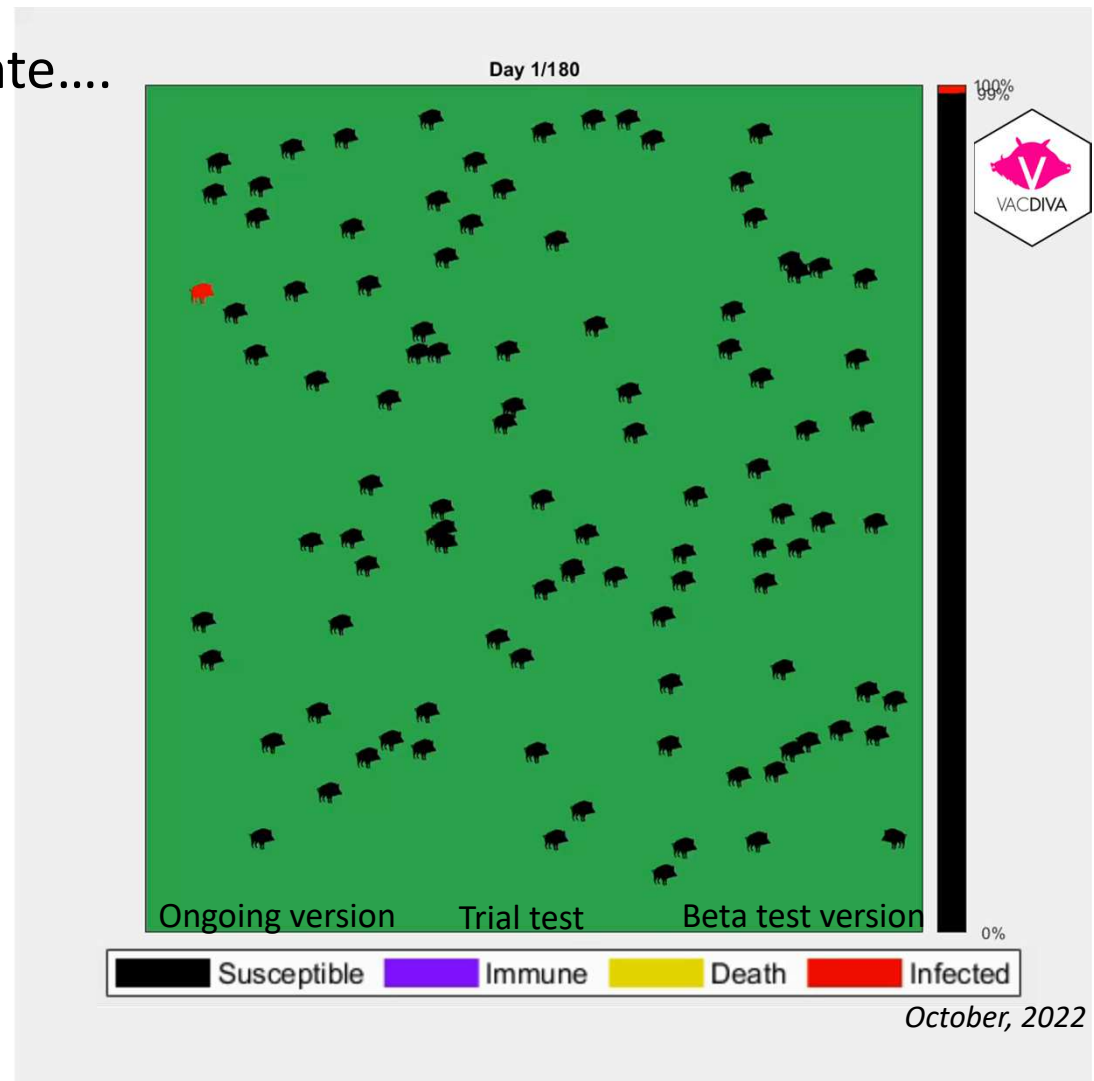 Day 1/180
100%
99%
V
VACDIVA
Ongoing version Trial test Beta test version
0%
Susceptible Immune Death Infected
October, 2022